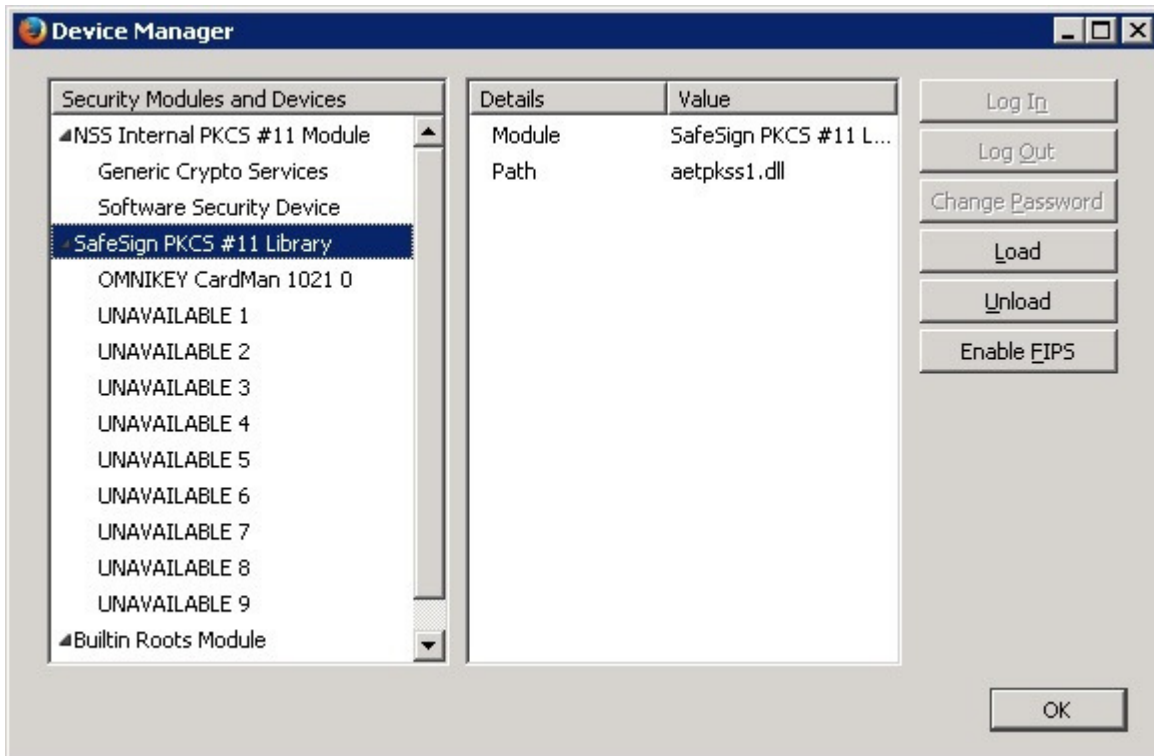 Device Manager
Security Modules and Devices
NSS Internal PKCS #11 Module
Generic Crypto Services
Software Security Device
SafeSign PKCS #11 Library
OMNIKEY CardMan 1021 0
UNAVAILABLE 1
UNAVAILABLE 2
UNAVAILABLE 3
UNAVAILABLE 4
UNAVAILABLE 5
UNAVAILABLE 6
UNAVAILABLE 7
UNAVAILABLE 8
UNAVAILABLE 9
Builtin Roots Module
Details Value
Module SafeSign PKCS #11 L...
Path aetpkss1.dll
Log In
Log Out
Change Password
Load
Unload
Enable FIPS
OK